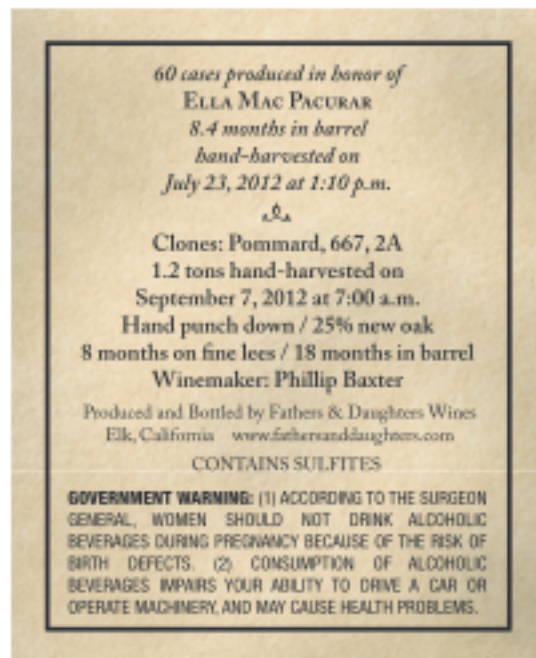 60 cases produced in honor of
ELLA MAC PACURAR
8.4 months in barrel
hand-harvested on
July 23, 2012 at 1:10 p.m.
Clones: Pommard, 667, 2A
1.2 tons hand-harvested on
September 7, 2012 at 7:00 a.m.
Hand punch down / 25% new oak
8 months on fine lees / 18 months in barrel
Winemaker: Phillip Baxter
Produced and Bottled by Fathers & Daughters Wines
Elk, California www.fathersanddaughters.com
CONTAINS SULFITES
GOVERNMENT WARNING: (1) ACCORDING TO THE SURGEON
GENERAL, WOMEN SHOULD NOT DRINK ALCOHOLIC
BEVERAGES DURING PREGNANCY BECAUSE OF THE RISK OF
BIRTH DEFECTS. (2) CONSUMPTION OF ALCOHOLIC
BEVERAGES IMPAIRS YOUR ABILITY TO DRIVE A CAR OR
OPERATE MACHINERY, AND MAY CAUSE HEALTH PROBLEMS.